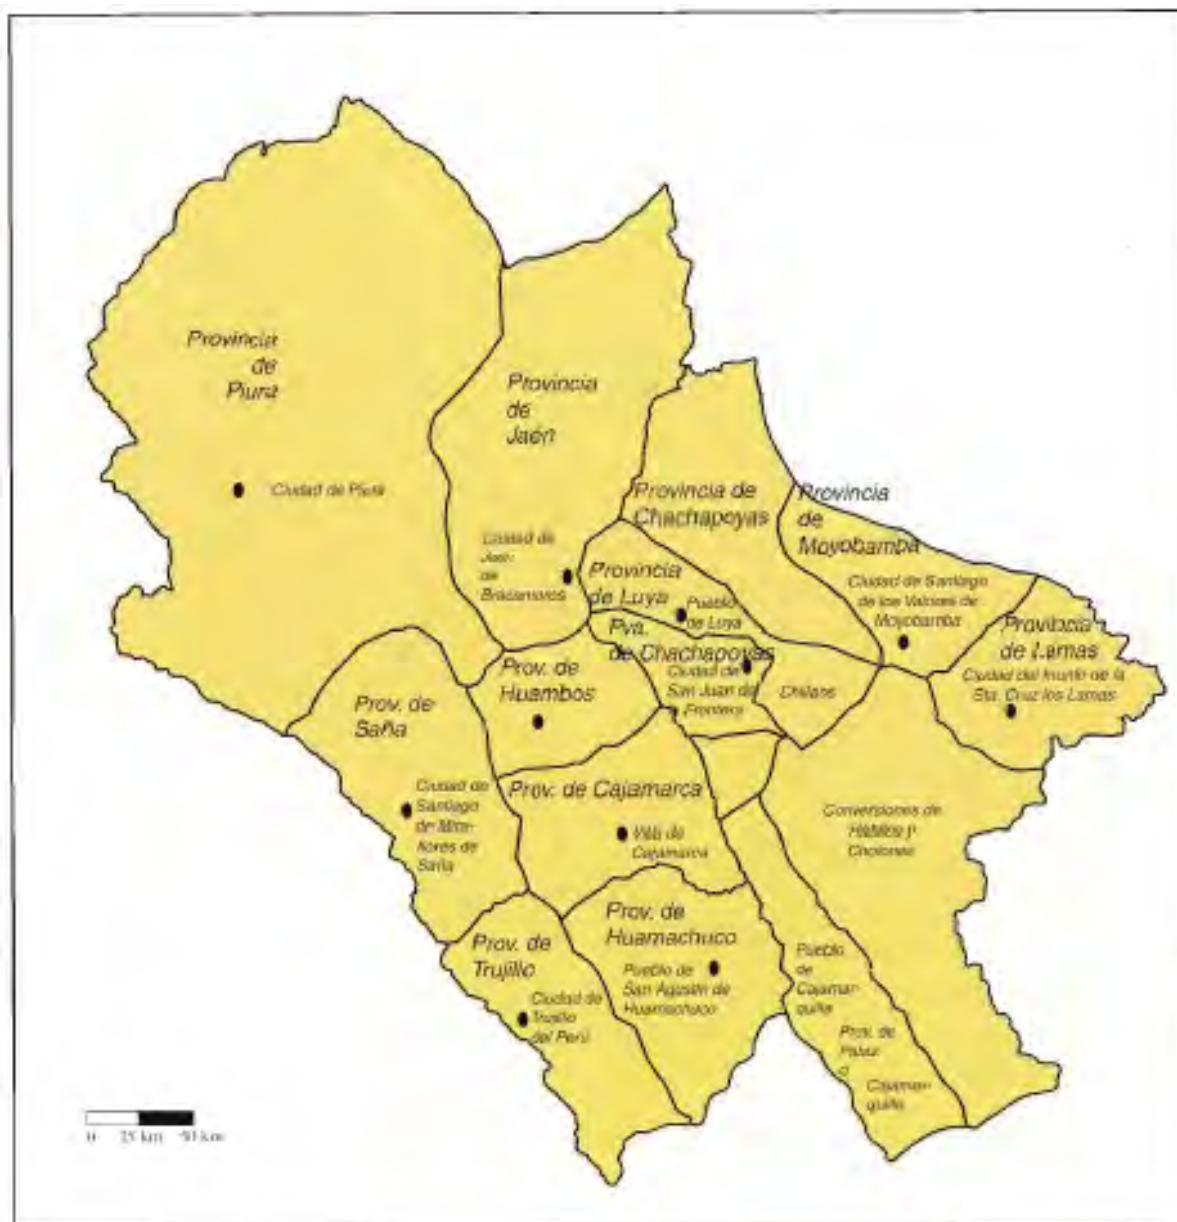 Provincia
de
Piura
Ciudad de Piura
Provincia
de
Jaén
Ciudad de
Jaén
de
Bracamoros
Provincia de
Chachapoyas
Provincia
de
Moyobamba
Ciudad de Santiago
de los Valles de
Moyobamba
Provincia
de Luya
Pueblo
de Luya
Pva.
de Chachapoyas
Ciudad de
San Juan de
Frontera
Chillaos
Provincia
de Lamas
Ciudad del de la
Sta. Cruz los Lamas
Prov. de
Huambos
Prov. de
Saña
Ciudad de
Santiago
de Mira-
flores de
Saña
Prov. de Cajamarca
Villa de
Cajamarca
Conversiones de
Hibitos y
Cholones
Prov. de
Huamachuco
Pueblo de
San Agustín de
Huamachuco
Prov. de
Trujillo
Ciudad de
Trujillo
del Perú
Pueblo
de
Cajamar-
quilla
Prov. de
Cajamar-
quilla
0 25 km 50 km